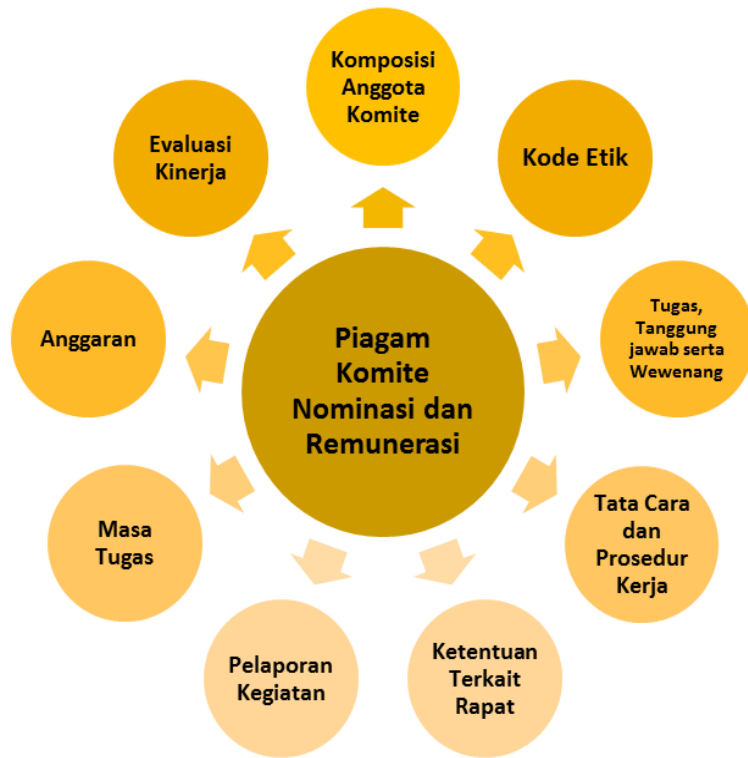 Komposisi
Anggota
Komite
Kode Etik
Tugas,
Tanggung
jawab serta
Wewenang
Tata Cara
dan
Prosedur
Kerja
Ketentuan
Terkait
Rapat
Pelaporan
Kegiatan
Masa
Tugas
Anggaran
Evaluasi
Kinerja
Piagam
Komite
Nominasi dan
Remunerasi